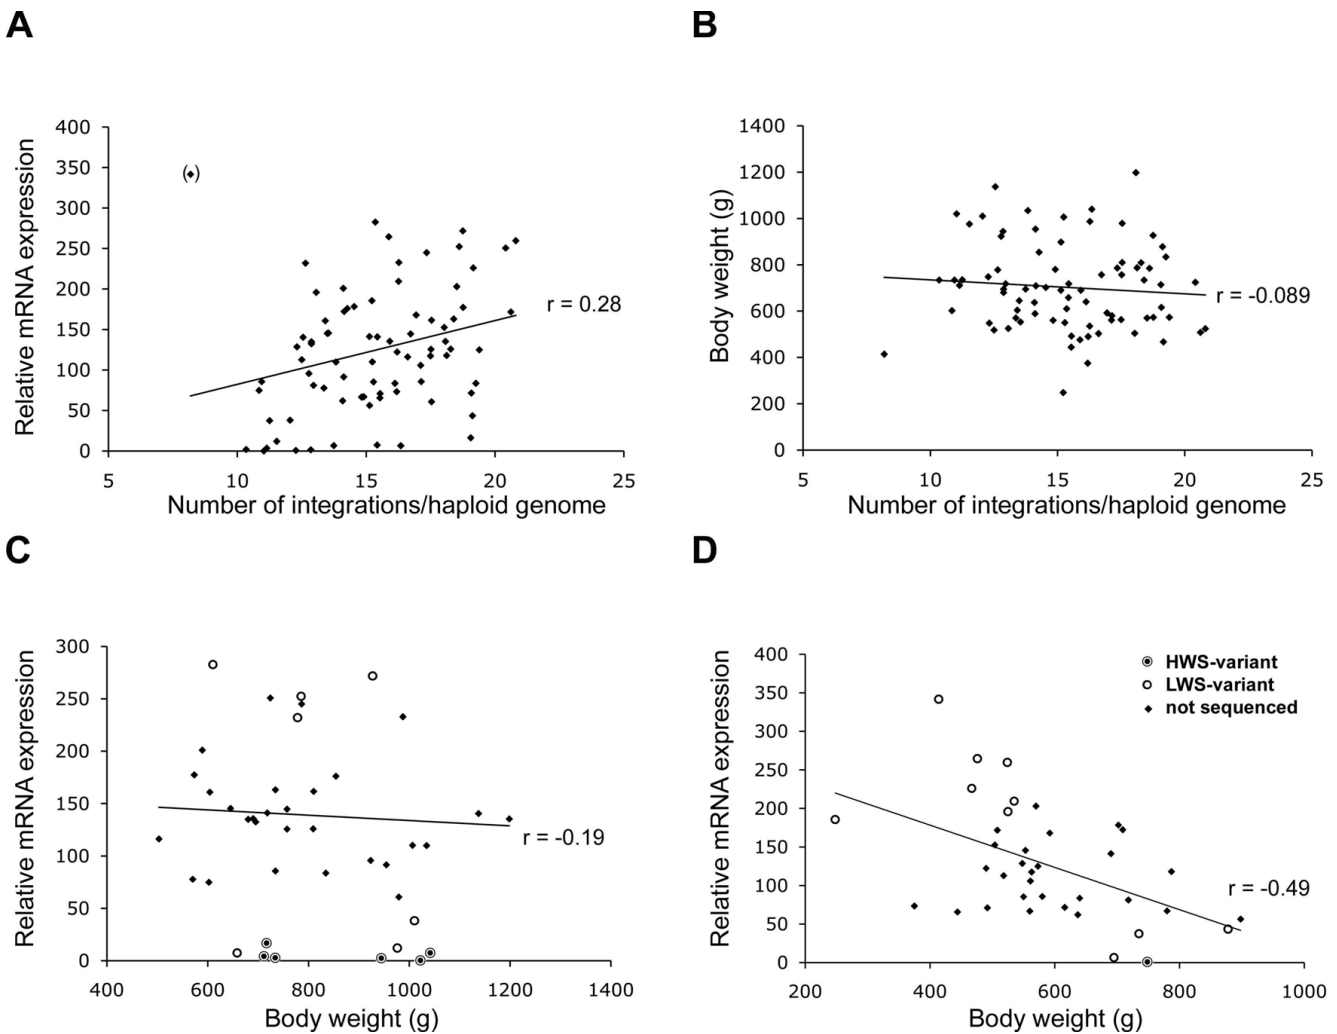 A
Relative mRNA expression
400
350
300
250
200
150
100
50
0
( )
r = 0.28
5
10
15
20
25
Number of integrations/haploid genome
B
Body weight (g)
1400
1200
1000
800
600
400
200
0
r = -0.089
5
10
15
20
25
Number of integrations/haploid genome
C
Relative mRNA expression
300
250
200
150
100
50
0
r = -0.19
400
600
800
1000
1200
1400
Body weight (g)
D
Relative mRNA expression
400
350
300
250
200
150
100
50
0
HWS-variant
LWS-variant
not sequenced
r = -0.49
200
400
600
800
1000
Body weight (g)